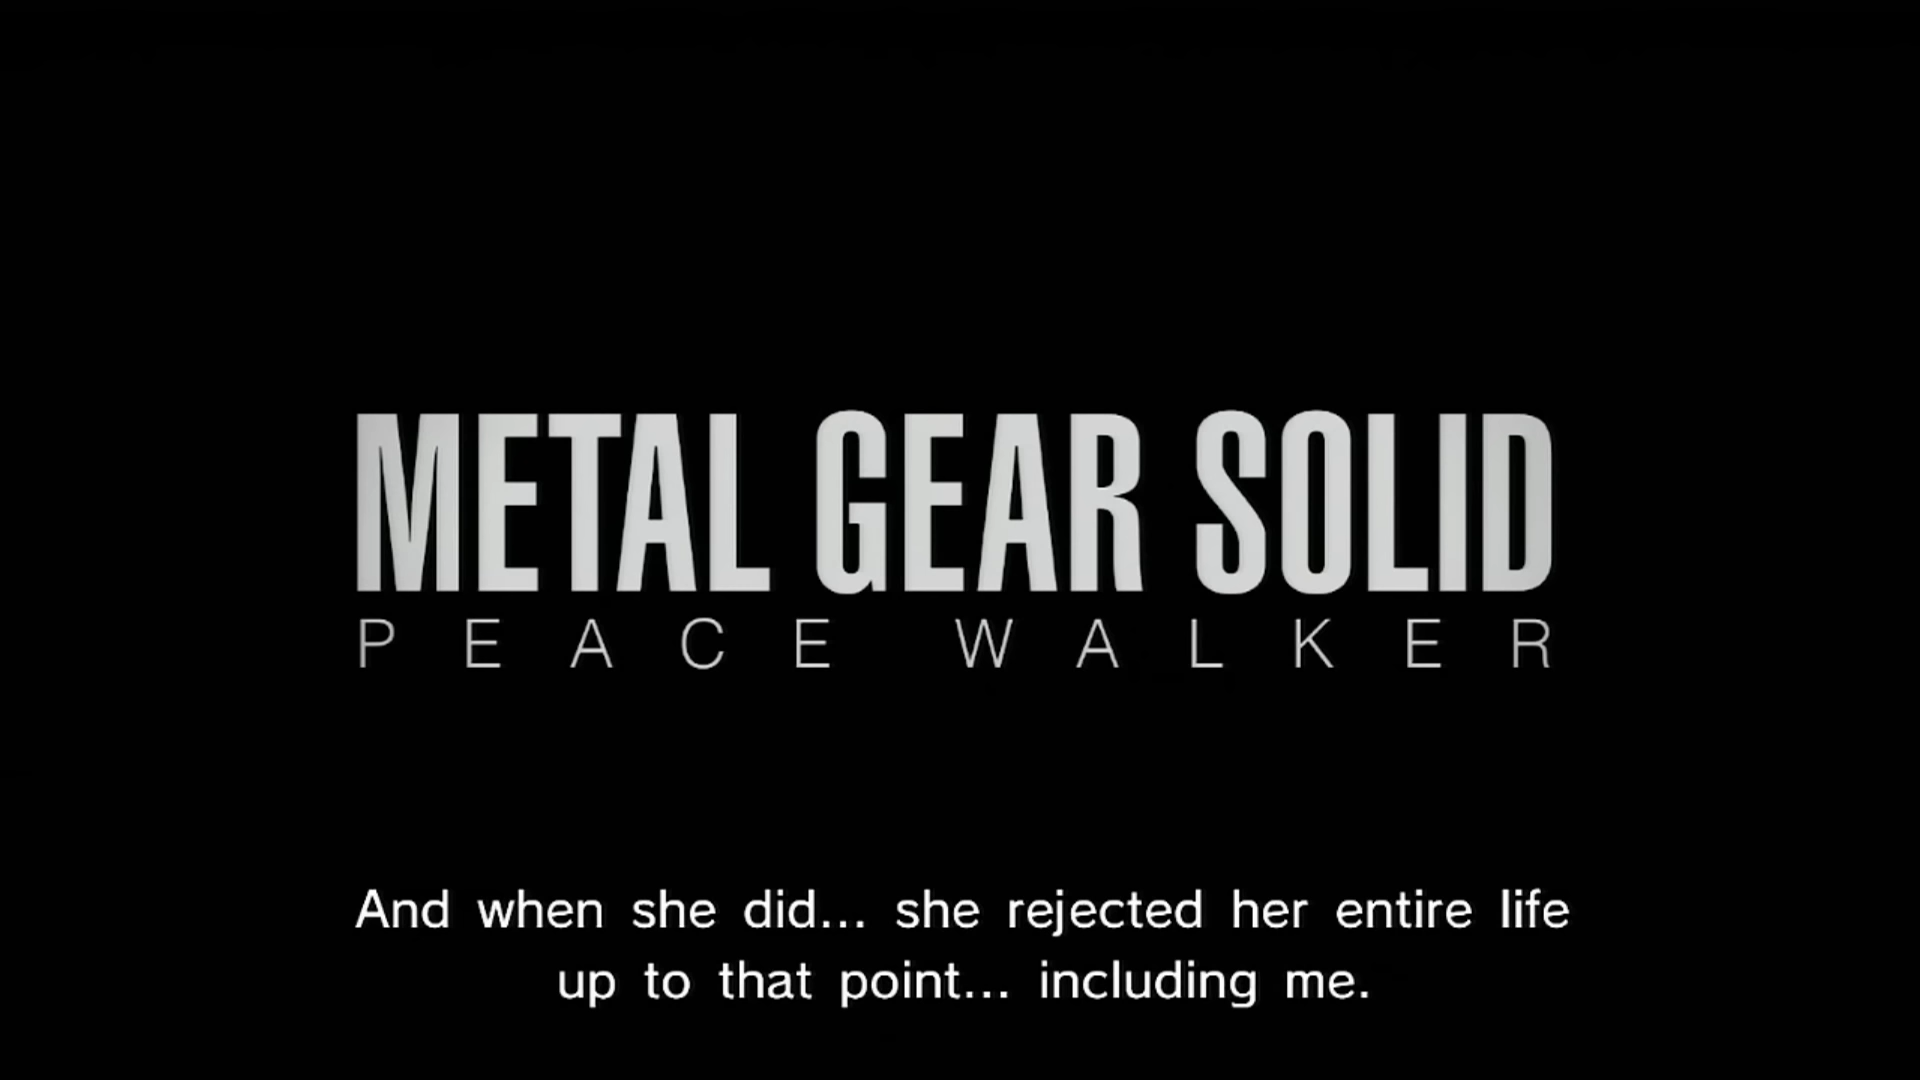 METAL GEAR SOLID
PEACE WALKER
And when she did... she rejected her entire life
up to that point... including me.